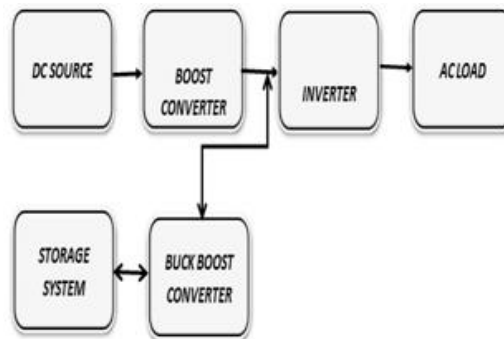 DC SOURCE
BOOST
CONVERTER
INVERTER
AC LOAD
STORAGE
SYSTEM
BUCK BOOST
CONVERTER